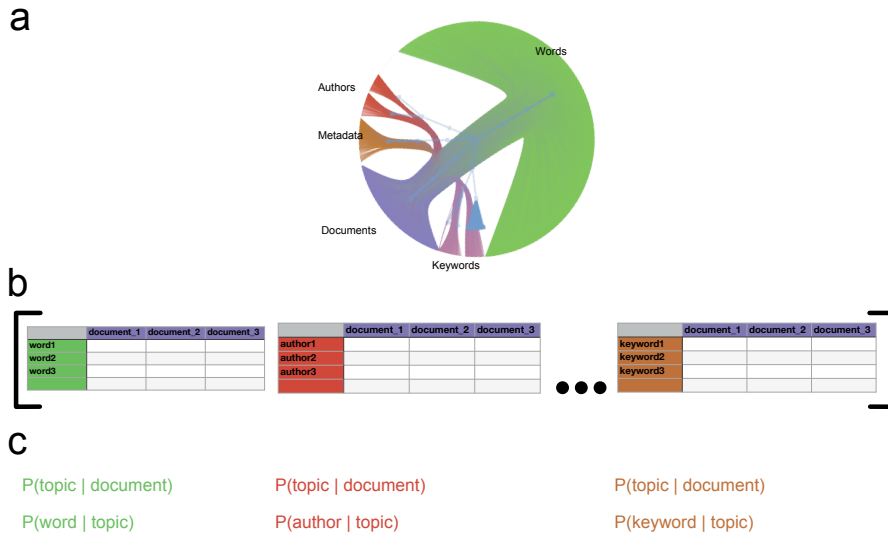 a
Words
Authors
Metadata
Documents
Keywords
b
document_1 document_2 document_3
word1
word2
word3
document_1 document_2 document_3
author1
author2
author3
document_1 document_2 document_3
keyword1
keyword2
keyword3
c
P(topic | document) P(topic | document) P(topic | document)
P(word | topic) P(author | topic) P(keyword | topic)